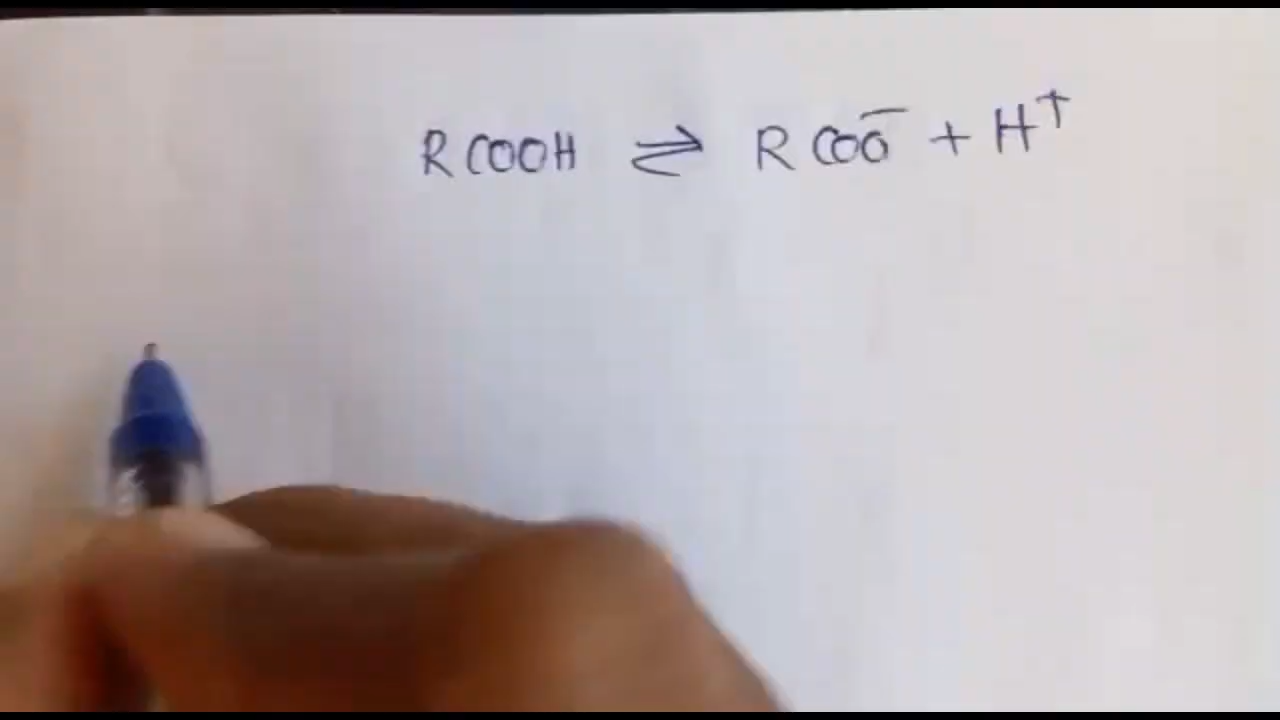 RCOOH ⇌ RCOO⁻ + H⁺